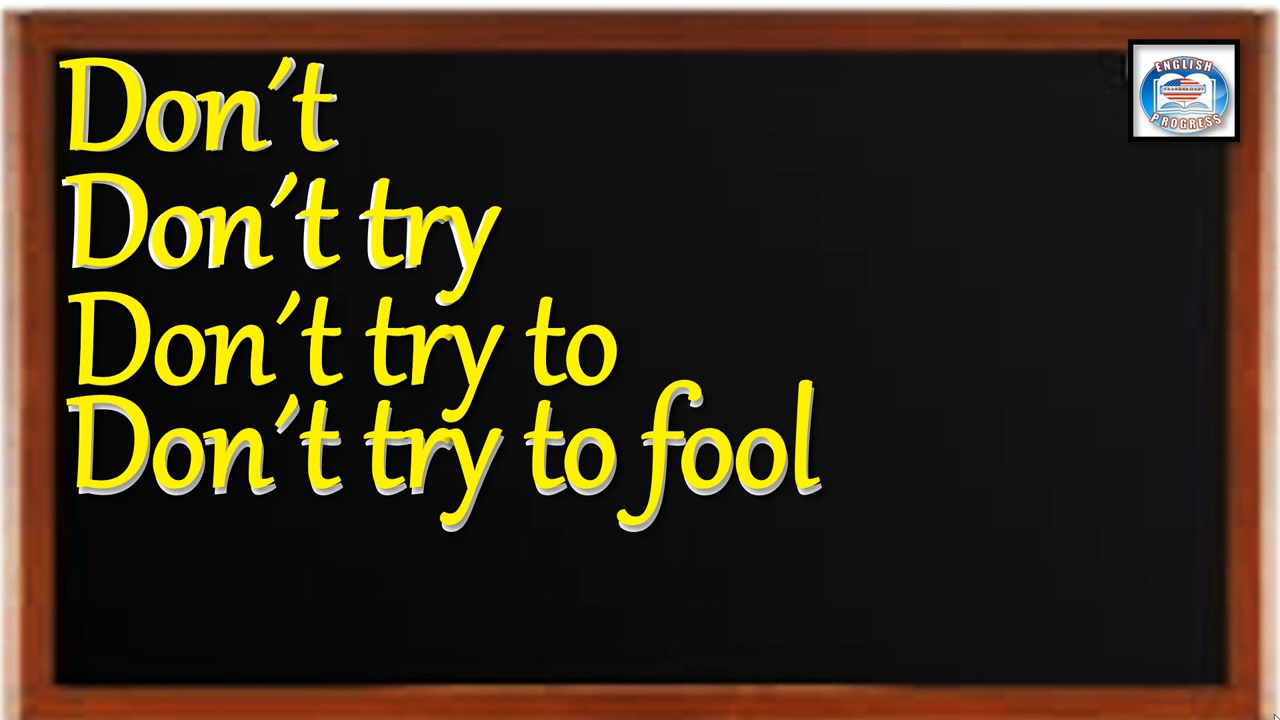 Don't
Don't try
Don't try to
Don't try to fool
ENGLISH
PROGRESS